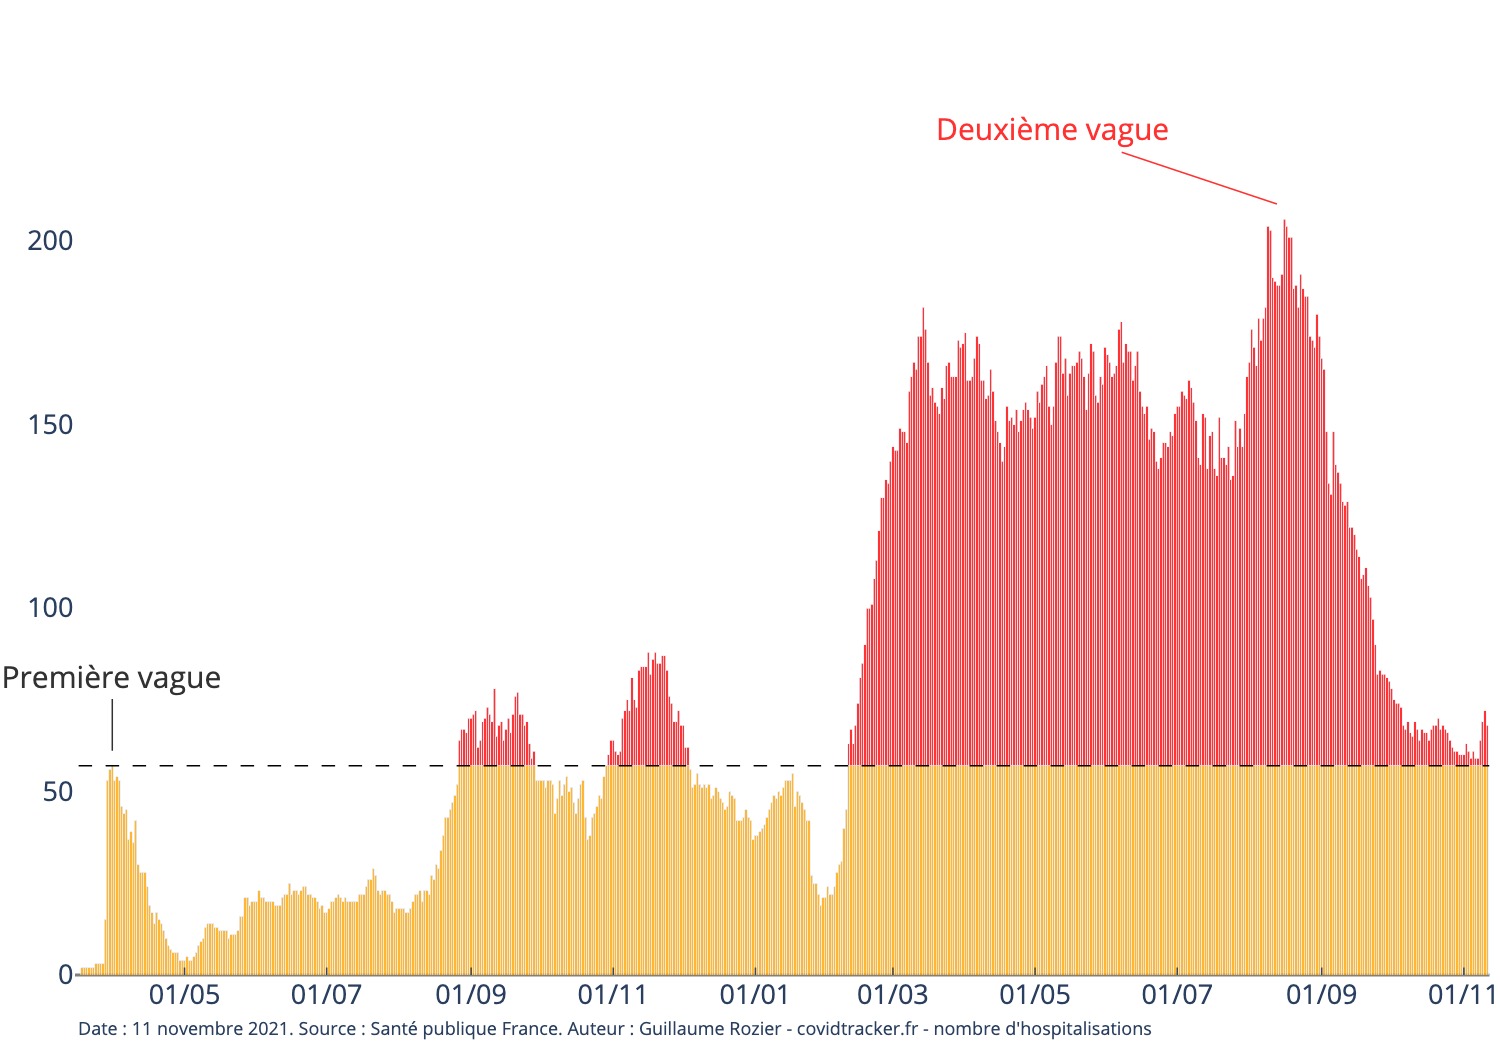 Deuxième vague
200
150
100
Première vague
50
0
01/05 01/07 01/09 01/11 01/01 01/03 01/05 01/07 01/09 01/11
Date : 11 novembre 2021. Source : Santé publique France. Auteur : Guillaume Rozier - covidtracker.fr - nombre d'hospitalisations